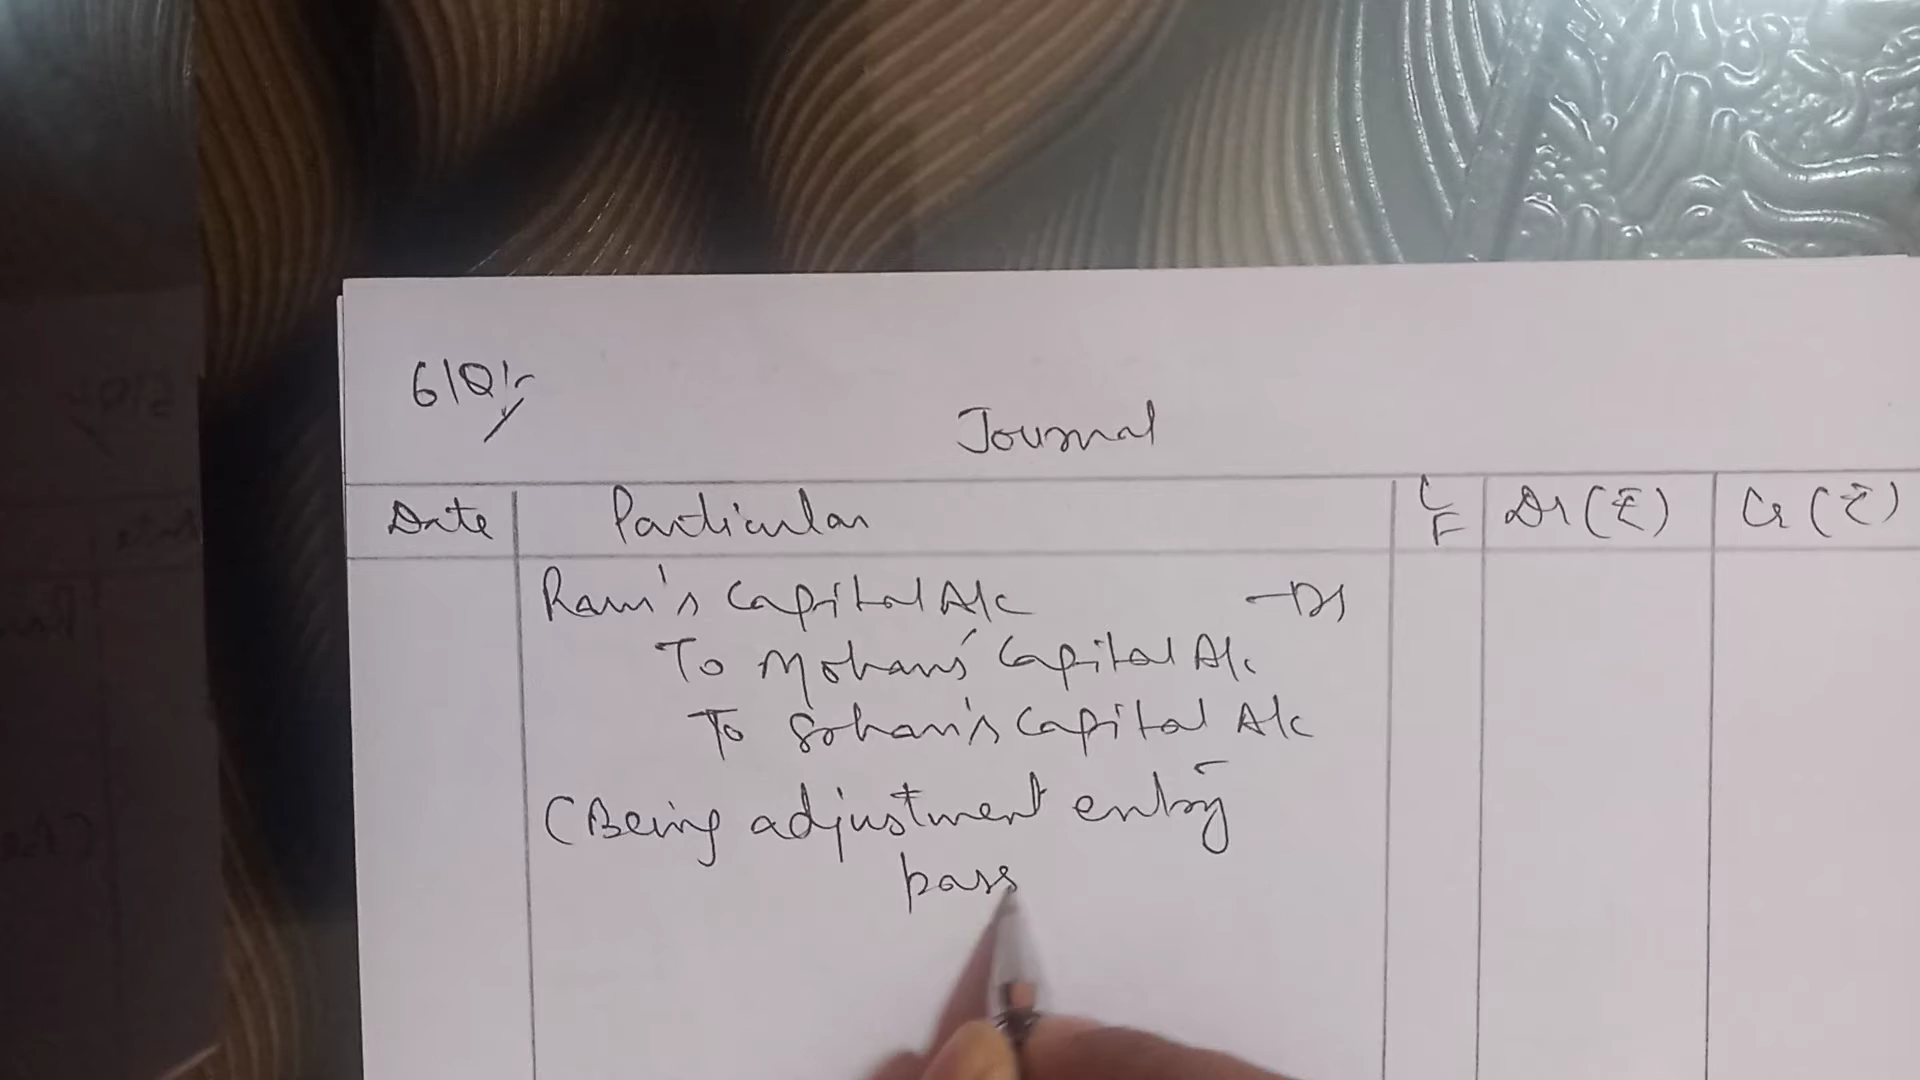 6/Q/-
Journal
Date Particular L F Dr (₹) Cr (₹)
Ram's Capital A/c -Dr
To Mohan's Capital A/c
To Sohan's Capital A/c
(Being adjustment entry
pass